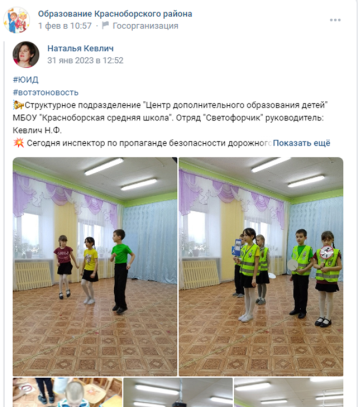 Образование Красноборского района
1 фев в 10:57 · Госорганизация
Наталья Кевлич
31 янв 2023 в 12:52
#ЮИД
#вотэтоновость
Структурное подразделение "Центр дополнительного образования детей"
МБОУ "Красноборская средняя школа". Отряд "Светофорчик" руководитель:
Кевлич Н.Ф.
Сегодня инспектор по пропаганде безопасности дорожног Показать ещё